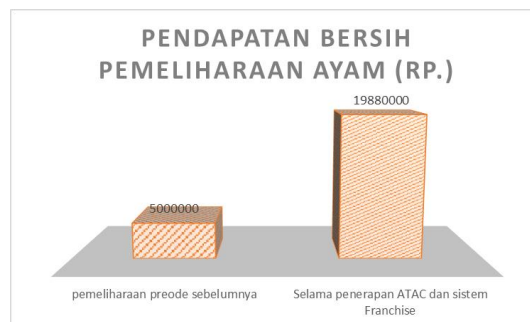 PENDAPATAN BERSIH
PEMELIHARAAN AYAM (RP.)
19880000
5000000
pemeliharaan preode sebelumnya
Selama penerapan ATAC dan sistem
Franchise